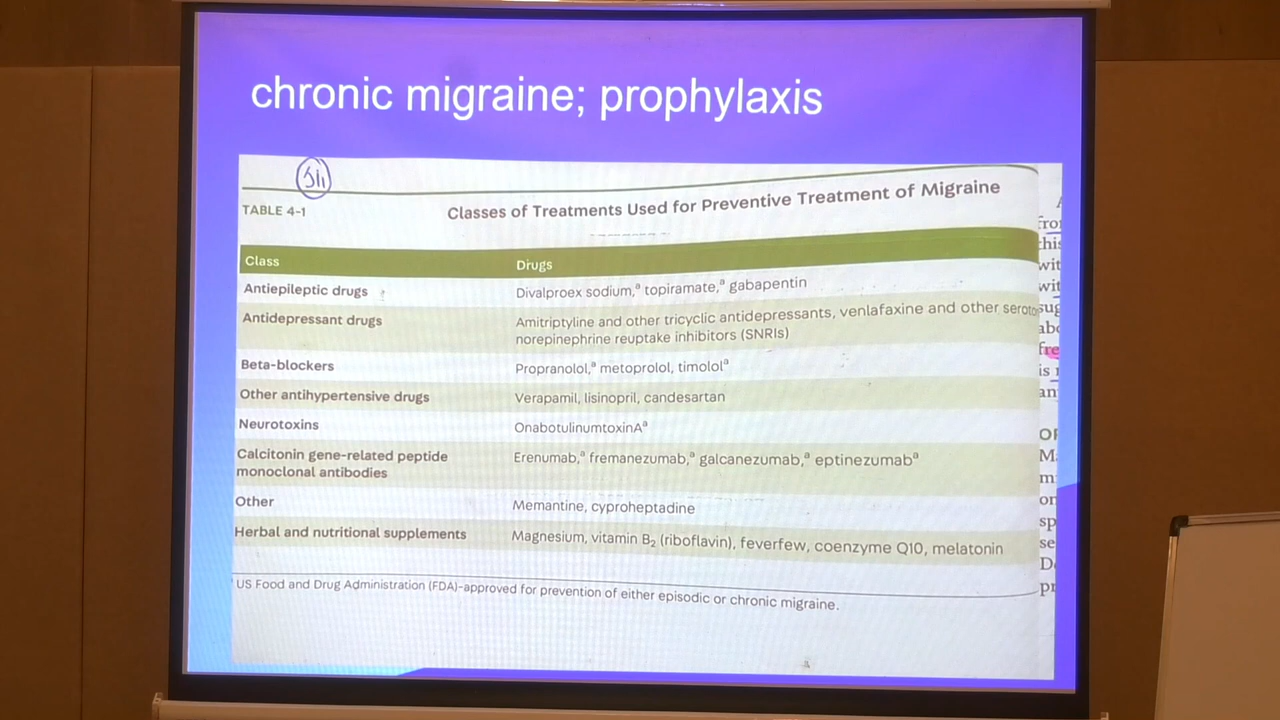 chronic migraine; prophylaxis
TABLE 4-1
Classes of Treatments Used for Preventive Treatment of Migraine
Class Drugs
Antiepileptic drugs Divalproex sodium,ᵃ topiramate,ᵃ gabapentin
Antidepressant drugs Amitriptyline and other tricyclic antidepressants, venlafaxine and other seroto
norepinephrine reuptake inhibitors (SNRIs)
Beta-blockers Propranolol,ᵃ metoprolol, timololᵃ
Other antihypertensive drugs Verapamil, lisinopril, candesartan
Neurotoxins OnabotulinumtoxinAᵃ
Calcitonin gene-related peptide
monoclonal antibodies Erenumab,ᵃ fremanezumab,ᵃ galcanezumab,ᵃ eptinezumabᵃ
Other Memantine, cyproheptadine
Herbal and nutritional supplements Magnesium, vitamin B₂ (riboflavin), feverfew, coenzyme Q10, melatonin
US Food and Drug Administration (FDA)-approved for prevention of either episodic or chronic migraine.